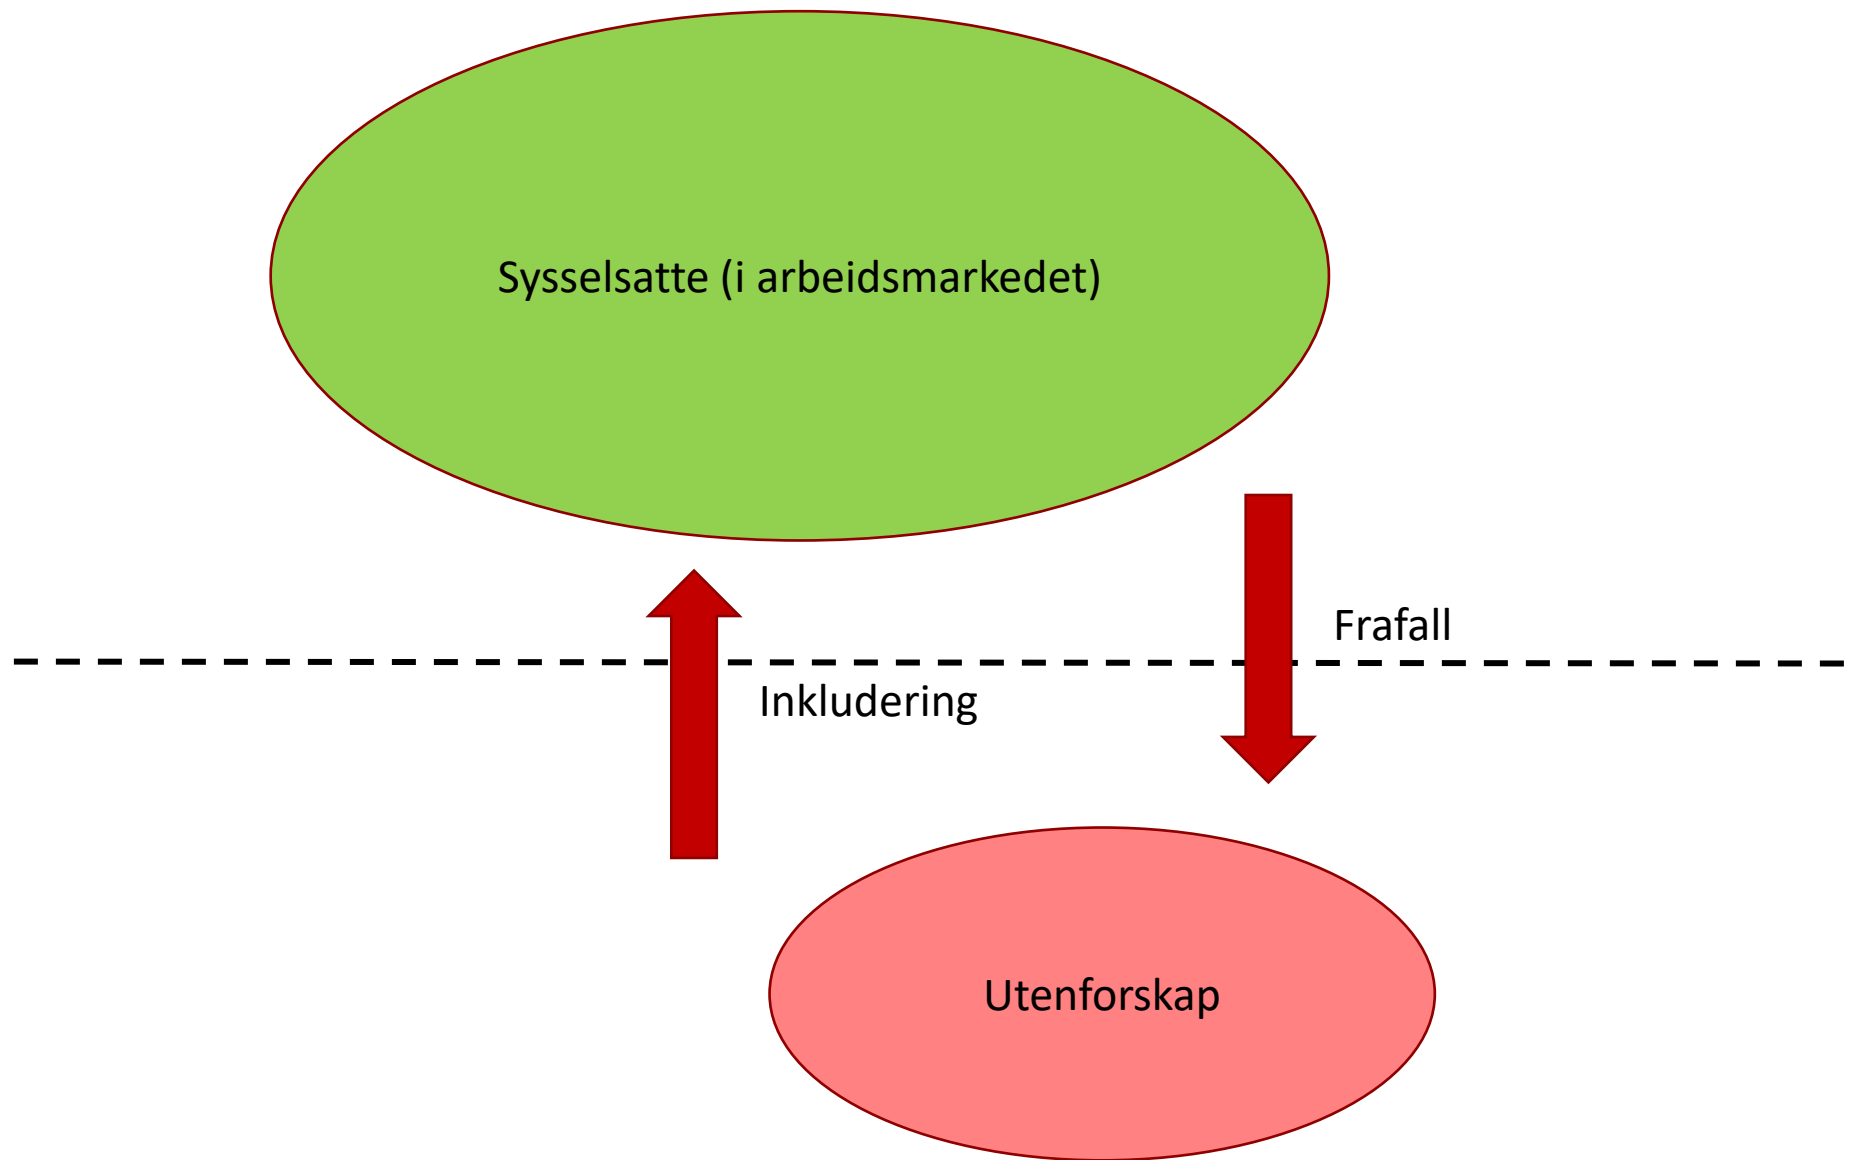 Sysselsatte (i arbeidsmarkedet)
Frafall
Inkludering
Utenforskap